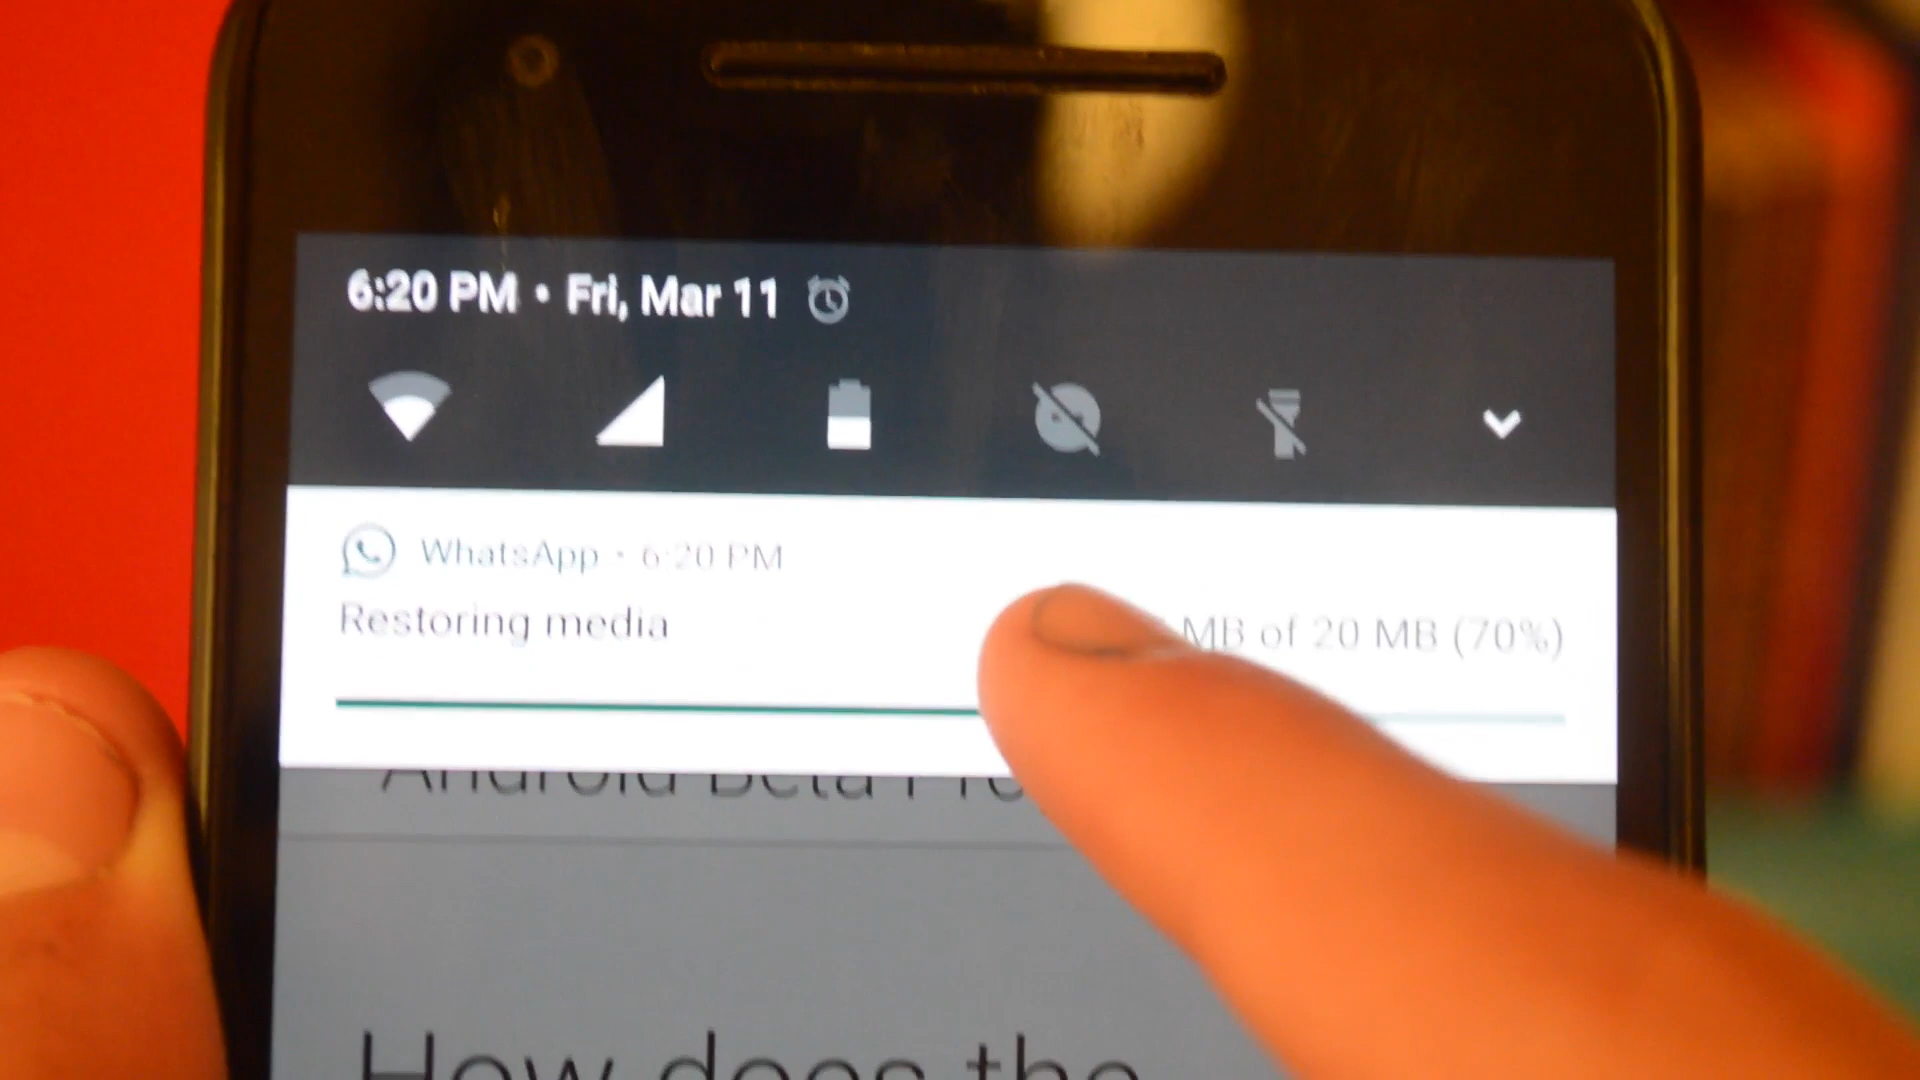 6:20 PM • Fri, Mar 11
WhatsApp • 6:20 PM
Restoring media MB of 20 MB (70%)
Android Beta Pro
How does the